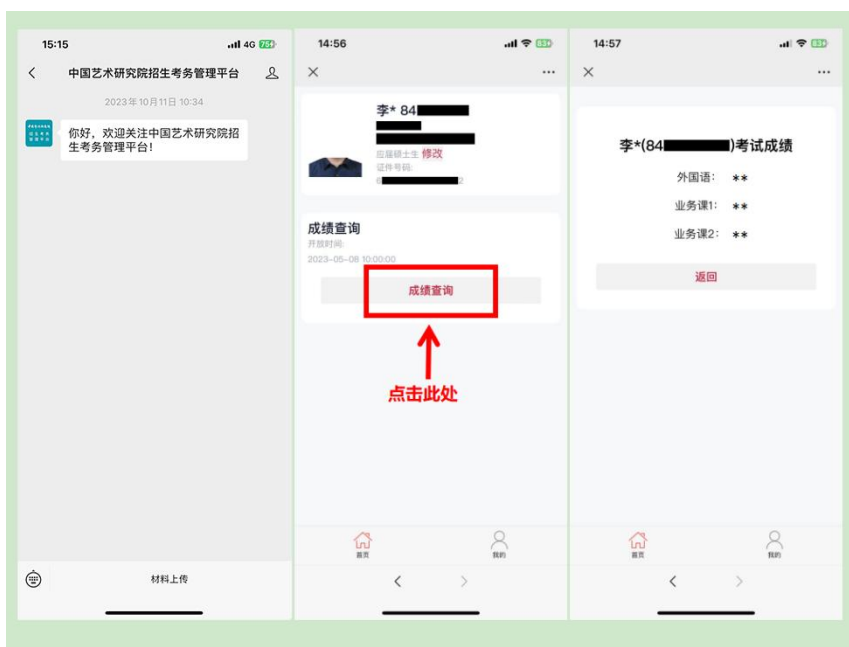 15:15
4G
中国艺术研究院招生考务管理平台
2023年10月11日 10:34
你好，欢迎关注中国艺术研究院招
生考务管理平台！
材料上传
14:56
李* 84
应届硕士生 修改
证件号码:
2
成绩查询
开放时间:
2023-05-08 10:00:00
成绩查询
点击此处
首页
我的
14:57
李*(84
)考试成绩
外国语： **
业务课1： **
业务课2： **
返回
首页
我的